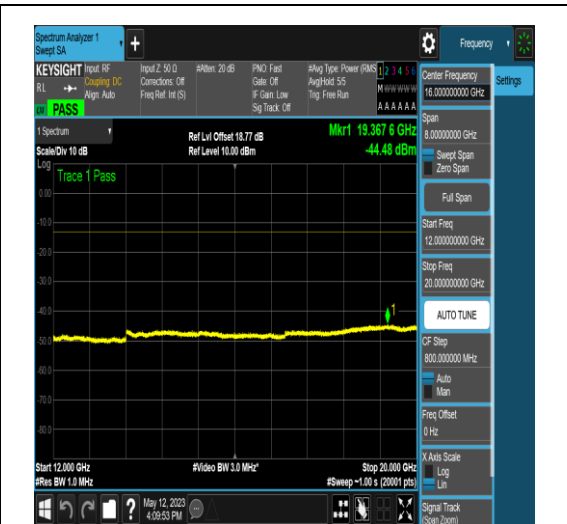 Spectrum Analyzer 1
Swept SA
+
Frequency
KEYSIGHT
RL
PASS
Input: RF
Coupling: DC
Align: Auto
Input Z: 50 Ω
Corrections: Off
Freq Ref: Int (S)
#Atten: 20 dB
PNO: Fast
Gate: Off
IF Gain: Low
Sig Track: Off
#Avg Type: Power (RMS
Avg|Hold: 5/5
Trig: Free Run
1 2 3 4 5 6
M W W W W W
A A A A A A
1 Spectrum
Scale/Div 10 dB
Ref Lvl Offset 18.77 dB
Ref Level 10.00 dBm
Mkr1 19.367 6 GHz
-44.48 dBm
Log
Trace 1 Pass
0.00
-10.0
-20.0
-30.0
-40.0
-50.0
-60.0
-70.0
-80.0
1
Start 12.000 GHz
#Res BW 1.0 MHz
#Video BW 3.0 MHz*
Stop 20.000 GHz
#Sweep ~1.00 s (20001 pts)
?
May 12, 2023
4:09:53 PM
Center Frequency
16.000000000 GHz
Settings
Span
8.00000000 GHz
Swept Span
Zero Span
Full Span
Start Freq
12.000000000 GHz
Stop Freq
20.000000000 GHz
AUTO TUNE
CF Step
800.000000 MHz
Auto
Man
Freq Offset
0 Hz
X Axis Scale
Log
Lin
Signal Track
(Span Zoom)